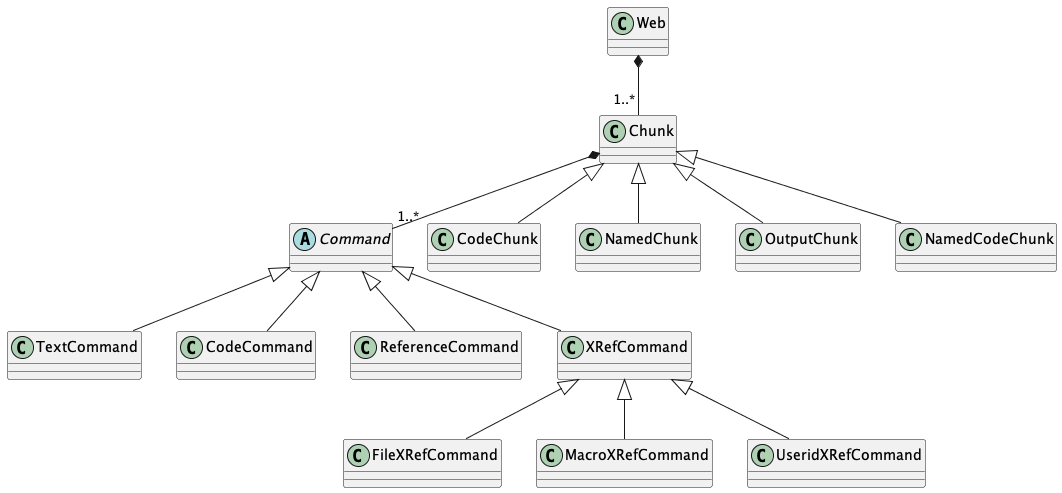 C Web
1..*
C Chunk
1..*
A Command
C CodeChunk
C NamedChunk
C OutputChunk
C NamedCodeChunk
C TextCommand
C CodeCommand
C ReferenceCommand
C XRefCommand
C FileXRefCommand
C MacroXRefCommand
C UseridXRefCommand